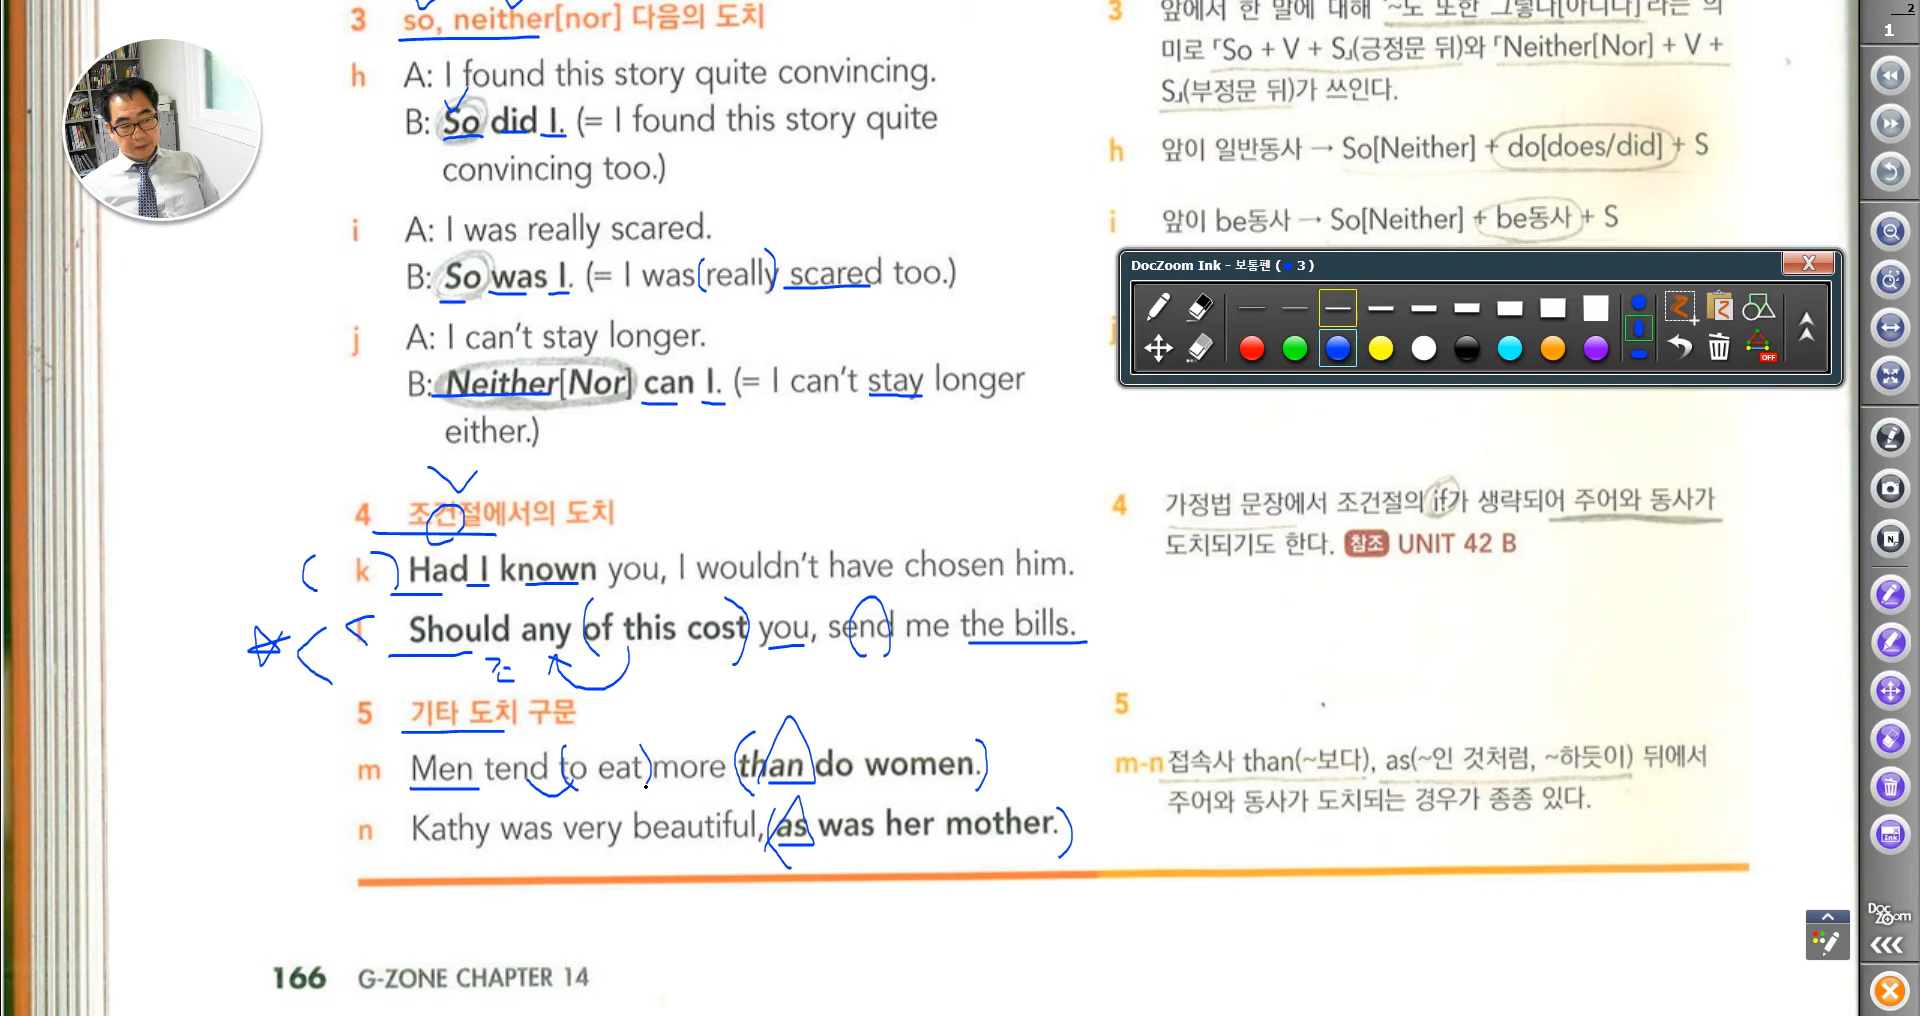 3 so, neither[nor] 다음의 도치
h A: I found this story quite convincing.
B: So did I. (= I found this story quite
convincing too.)
i A: I was really scared.
B: So was I. (= I was really scared too.)
j A: I can't stay longer.
B: Neither[Nor] can I. (= I can't stay longer
either.)
4 조건절에서의 도치
k Had I known you, I wouldn't have chosen him.
l Should any of this cost you, send me the bills.
5 기타 도치 구문
m Men tend to eat more than do women.
n Kathy was very beautiful, as was her mother.
166 G-ZONE CHAPTER 14
3 앞에서 한 말에 대해 '~도 또한 그렇다[아니다]'라는 의
미로 「So + V + S」(긍정문 뒤)와 「Neither[Nor] + V +
S」(부정문 뒤)가 쓰인다.
h 앞이 일반동사 → So[Neither] + do[does/did] + S
i 앞이 be동사 → So[Neither] + be동사 + S
j
DocZoom Ink - 보통펜 ( 3 )
X
OFF
4 가정법 문장에서 조건절의 if가 생략되어 주어와 동사가
도치되기도 한다. 참조 UNIT 42 B
5
m-n 접속사 than(~보다), as(~인 것처럼, ~하듯이) 뒤에서
주어와 동사가 도치되는 경우가 종종 있다.
2
1
N
Ink
Doc
Zoom